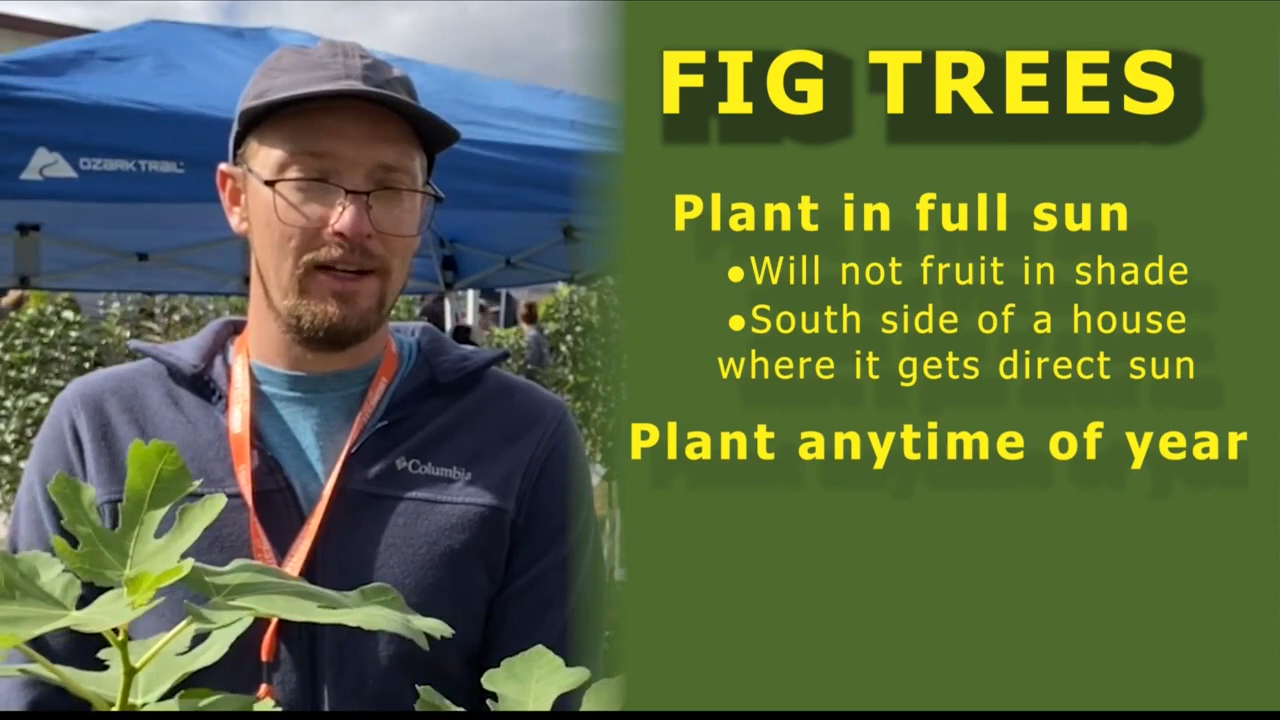 OZARK TRAIL
Columbia
FIG TREES
Plant in full sun
●Will not fruit in shade
●South side of a house
where it gets direct sun
Plant anytime of year